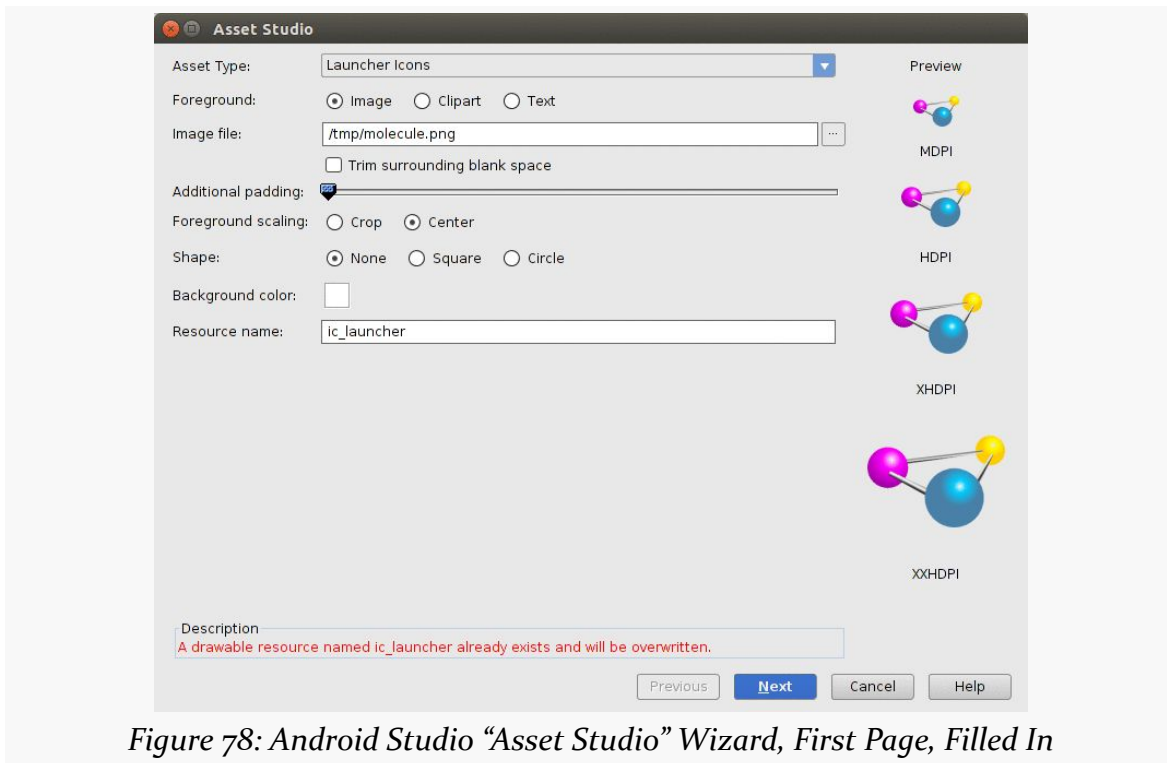 Asset Studio
Asset Type: Launcher Icons
Foreground: Image Clipart Text
Image file: /tmp/molecule.png ...
Trim surrounding blank space
Additional padding:
Foreground scaling: Crop Center
Shape: None Square Circle
Background color:
Resource name: ic_launcher
Preview
MDPI
HDPI
XHDPI
XXHDPI
Description
A drawable resource named ic_launcher already exists and will be overwritten.
Previous Next Cancel Help
Figure 78: Android Studio “Asset Studio” Wizard, First Page, Filled In